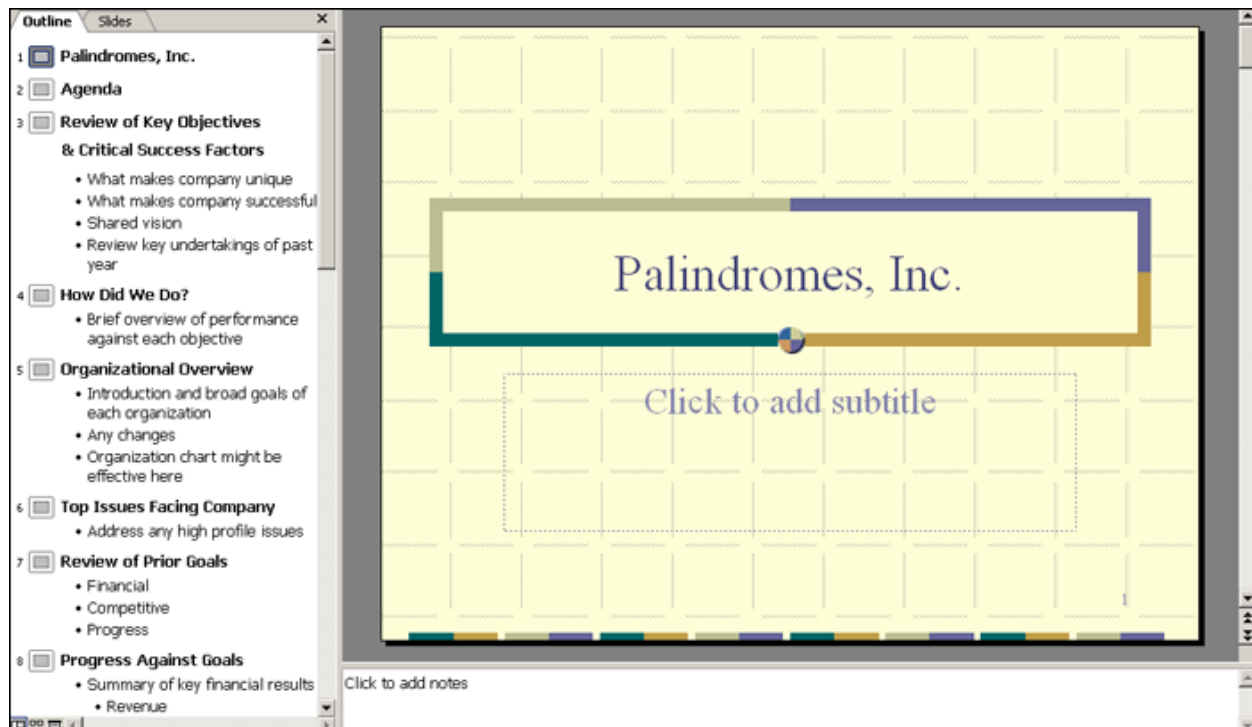 Outline Slides
1 Palindromes, Inc.
2 Agenda
3 Review of Key Objectives
& Critical Success Factors
• What makes company unique
• What makes company successful
• Shared vision
• Review key undertakings of past
year
4 How Did We Do?
• Brief overview of performance
against each objective
5 Organizational Overview
• Introduction and broad goals of
each organization
• Any changes
• Organization chart might be
effective here
6 Top Issues Facing Company
• Address any high profile issues
7 Review of Prior Goals
• Financial
• Competitive
• Progress
8 Progress Against Goals
• Summary of key financial results
• Revenue
Palindromes, Inc.
Click to add subtitle
1
Click to add notes